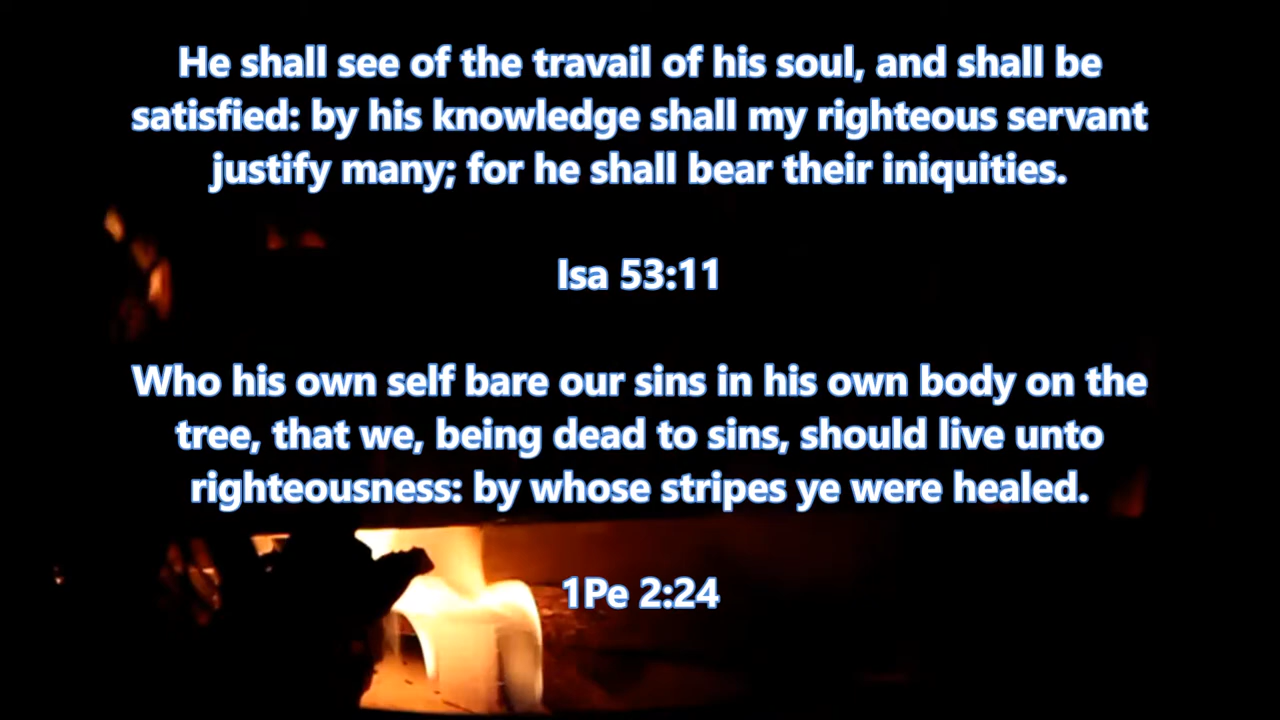 He shall see of the travail of his soul, and shall be
satisfied: by his knowledge shall my righteous servant
justify many; for he shall bear their iniquities.
Isa 53:11
Who his own self bare our sins in his own body on the
tree, that we, being dead to sins, should live unto
righteousness: by whose stripes ye were healed.
1Pe 2:24